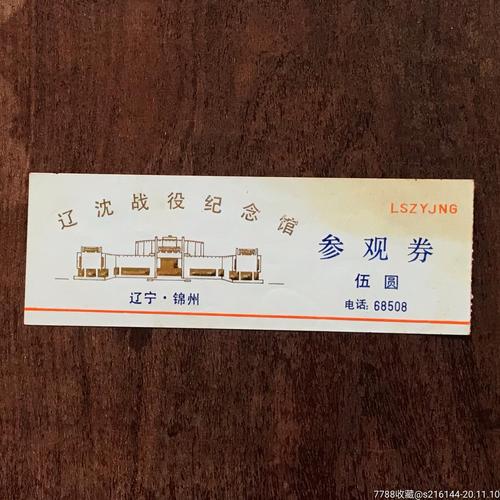 辽沈战役纪念馆
辽宁·锦州
LSZYJNG
参观券
伍圆
电话: 68508
7788收藏@s216144-20.11.10